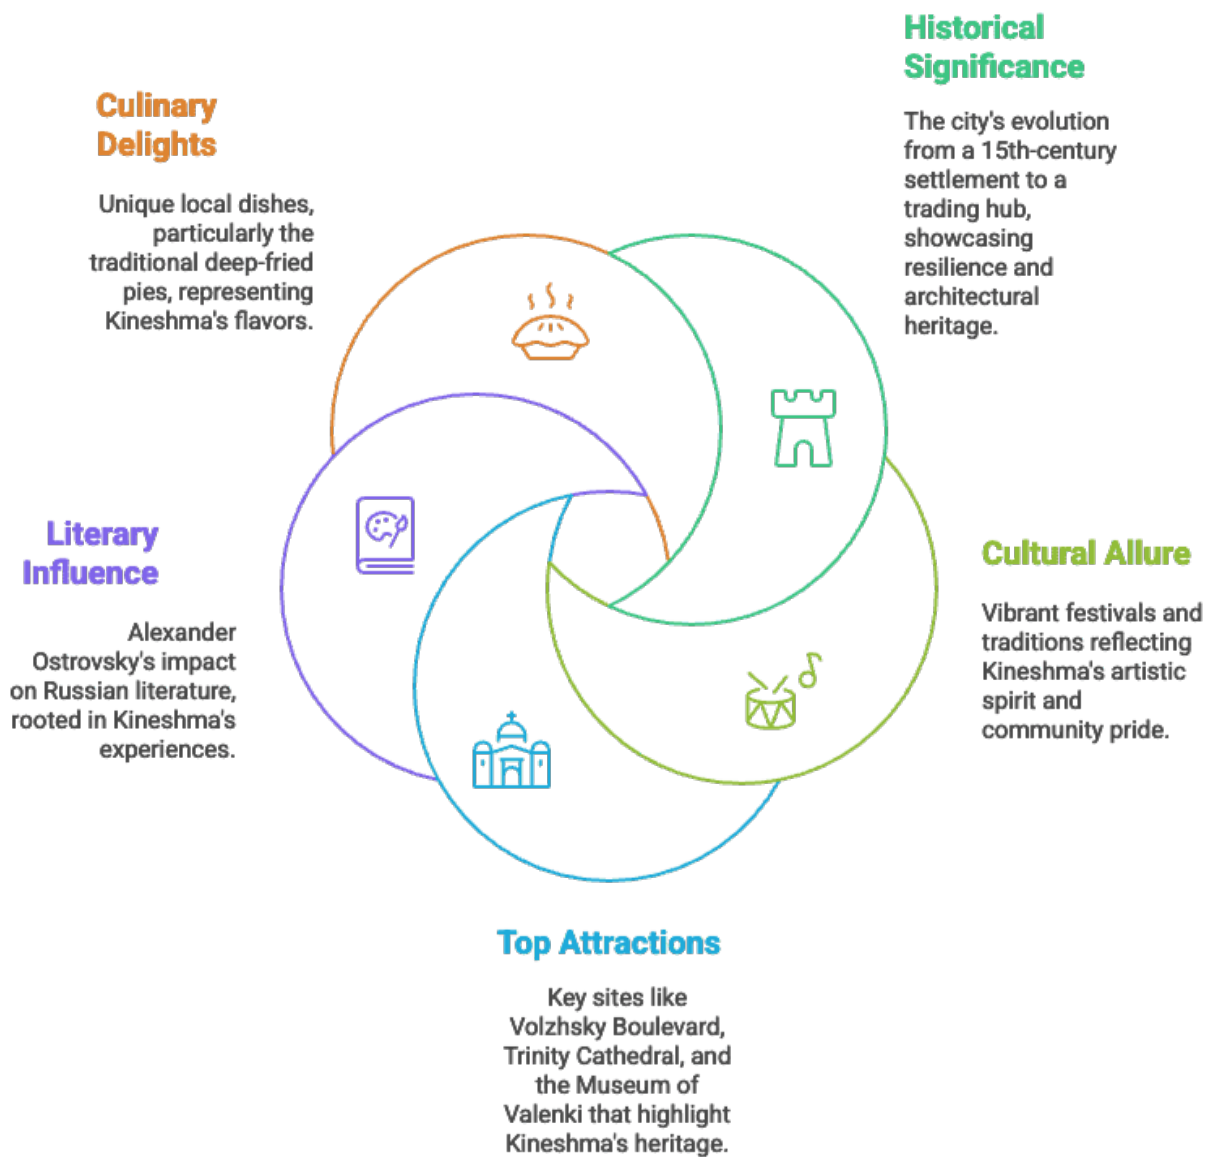 Historical
Significance
The city's evolution
from a 15th-century
settlement to a
trading hub,
showcasing
resilience and
architectural
heritage.
Culinary
Delights
Unique local dishes,
particularly the
traditional deep-fried
pies, representing
Kineshma's flavors.
Literary
Influence
Alexander
Ostrovsky's impact
on Russian literature,
rooted in Kineshma's
experiences.
Cultural Allure
Vibrant festivals and
traditions reflecting
Kineshma's artistic
spirit and
community pride.
Top Attractions
Key sites like
Volzhsky Boulevard,
Trinity Cathedral, and
the Museum of
Valenki that highlight
Kineshma's heritage.